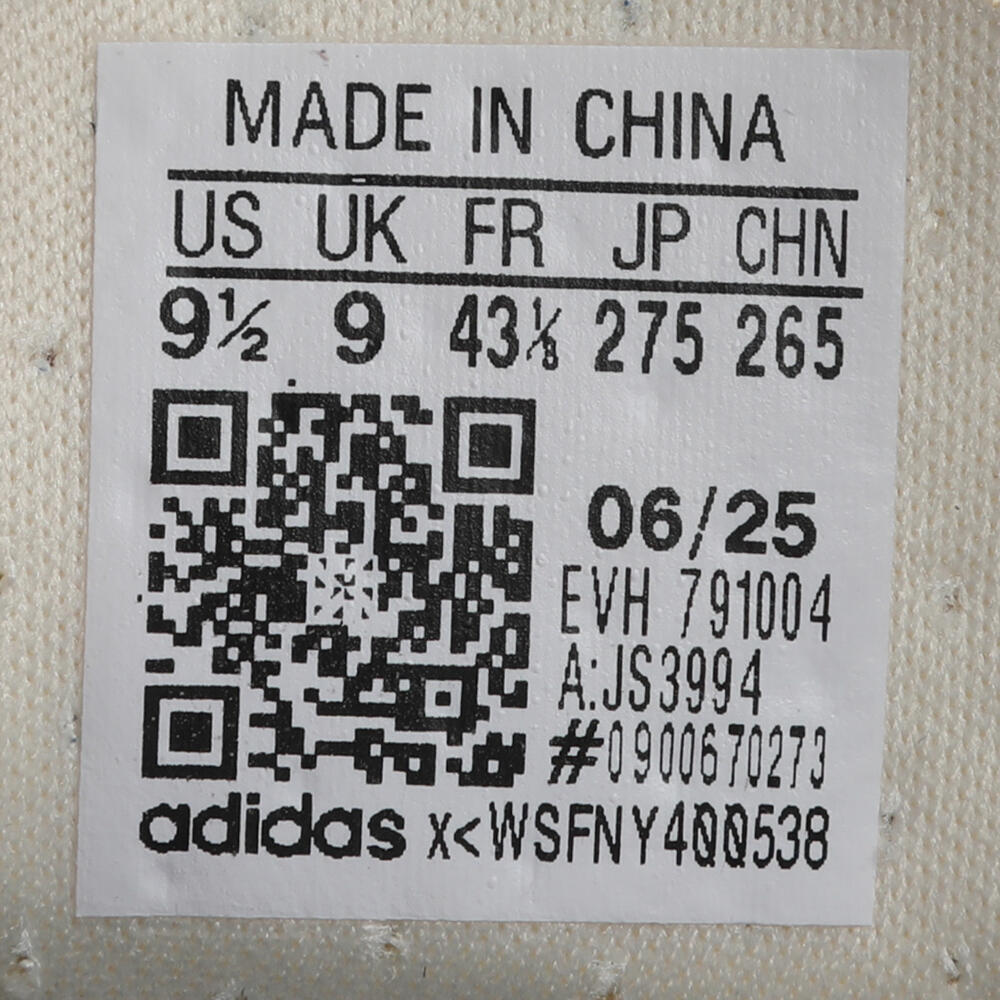 MADE IN CHINA
US UK FR JP CHN
9½ 9 43⅓ 275 265
06/25
EVH 791004
A:JS3994
#0900670273
adidas x<WSFNY400538